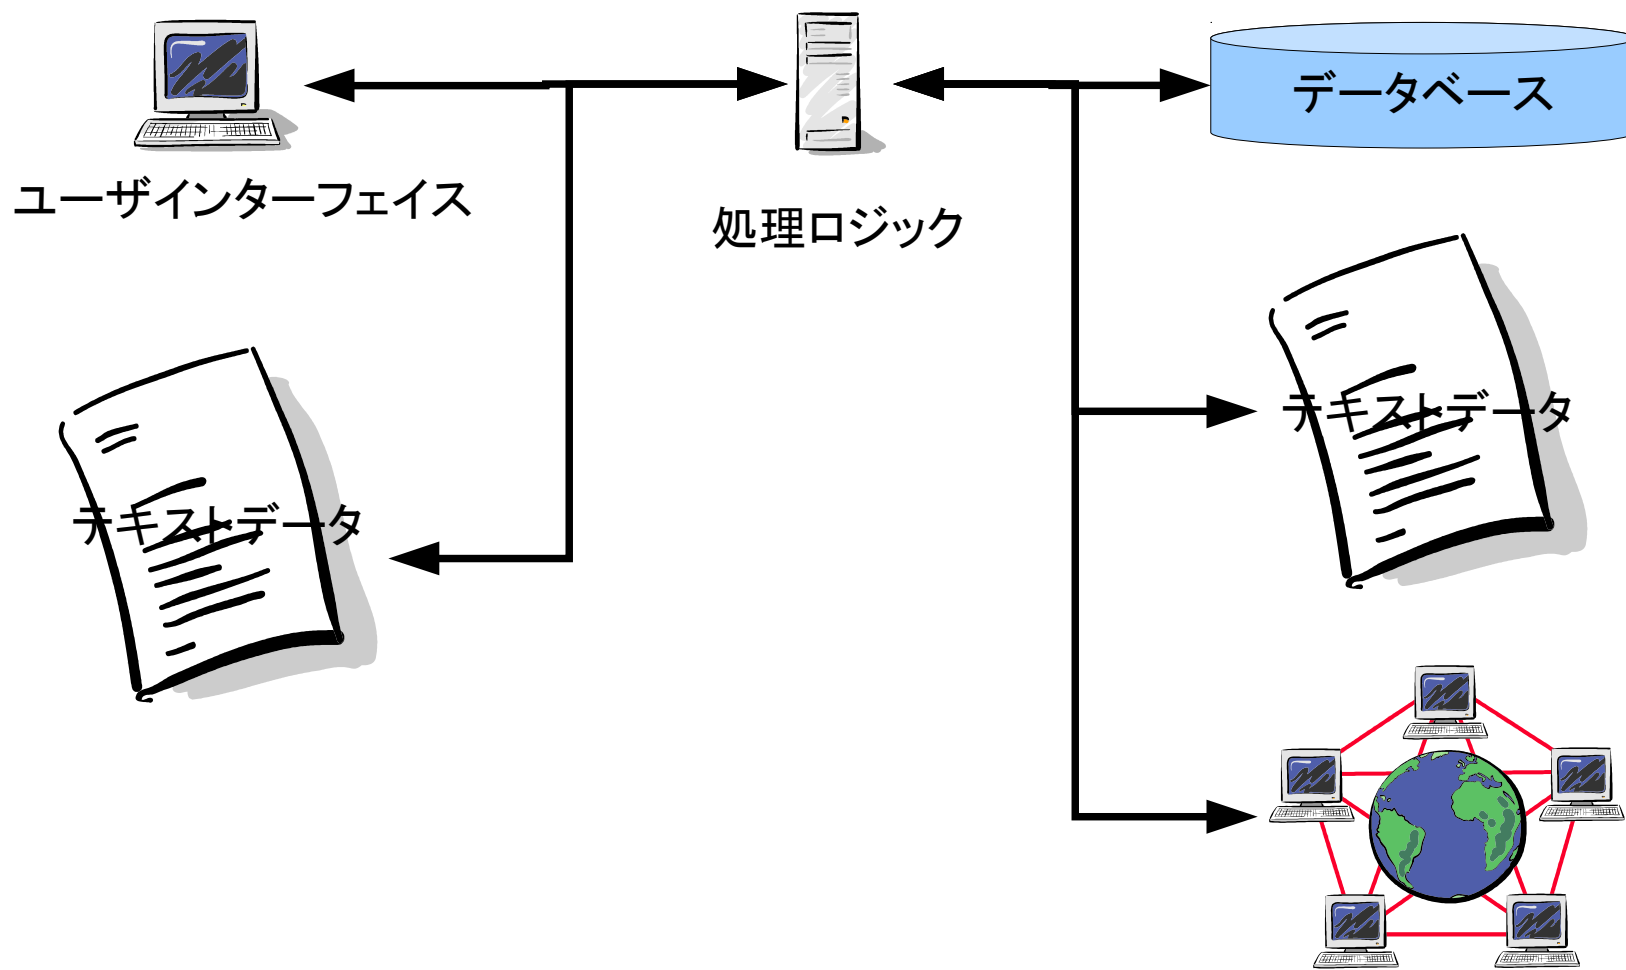 データベース
ユーザインターフェイス
処理ロジック
テキストデータ
テキストデータ